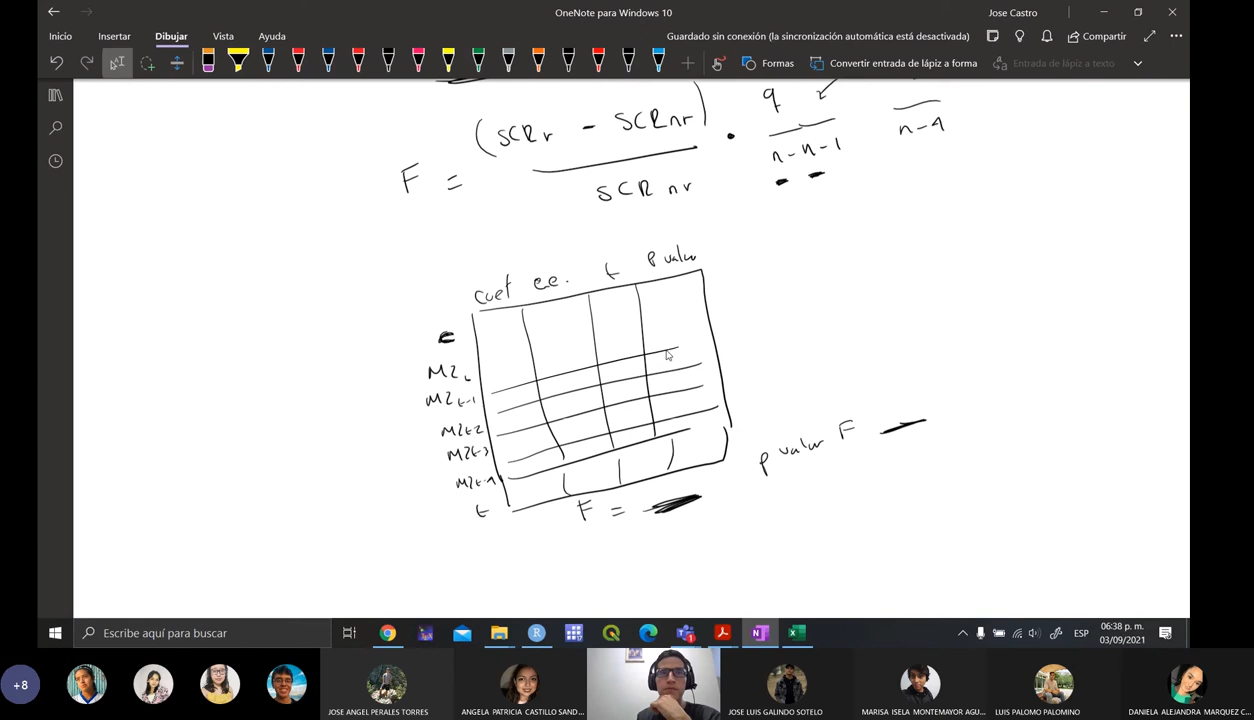 OneNote para Windows 10
Jose Castro
Inicio Insertar Dibujar Vista Ayuda
Guardado sin conexión (la sincronización automática está desactivada)
Compartir
Formas
Convertir entrada de lápiz a forma
Entrada de lápiz a texto
F = (SCRr - SCRnr) / SCRnr
q
n-n-1
n-4
coef e.e. t p valor
c
M2t
M2t-1
M2t-2
M2t-3
M2t-4
t
F =
p valor F
Escribe aquí para buscar
ESP
06:38 p. m.
03/09/2021
+8
JOSE ANGEL PERALES TORRES
ANGELA PATRICIA CASTILLO SAND...
JOSE LUIS GALINDO SOTELO
MARISA ISELA MONTEMAYOR AGU...
LUIS PALOMO PALOMINO
DANIELA ALEJANDRA MARQUEZ C...